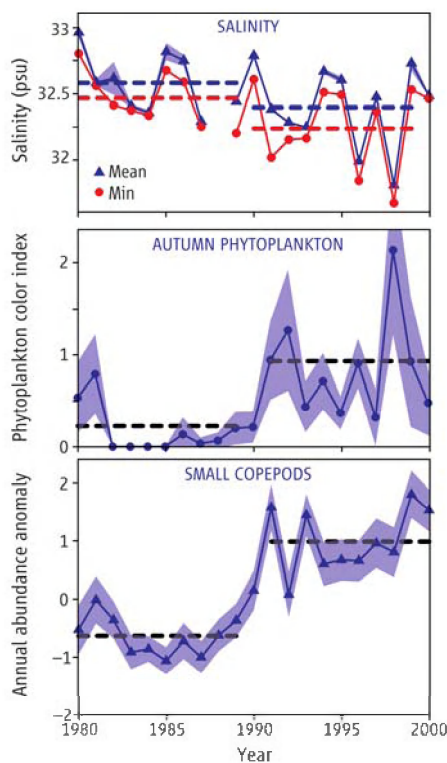 SALINITY
Salinity (psu)
33
32.5
32
Mean
Min
AUTUMN PHYTOPLANKTON
Phytoplankton color index
2
1
0
SMALL COPEPODS
Annual abundance anomaly
2
1
0
−1
−2
1980 1985 1990 1995 2000
Year